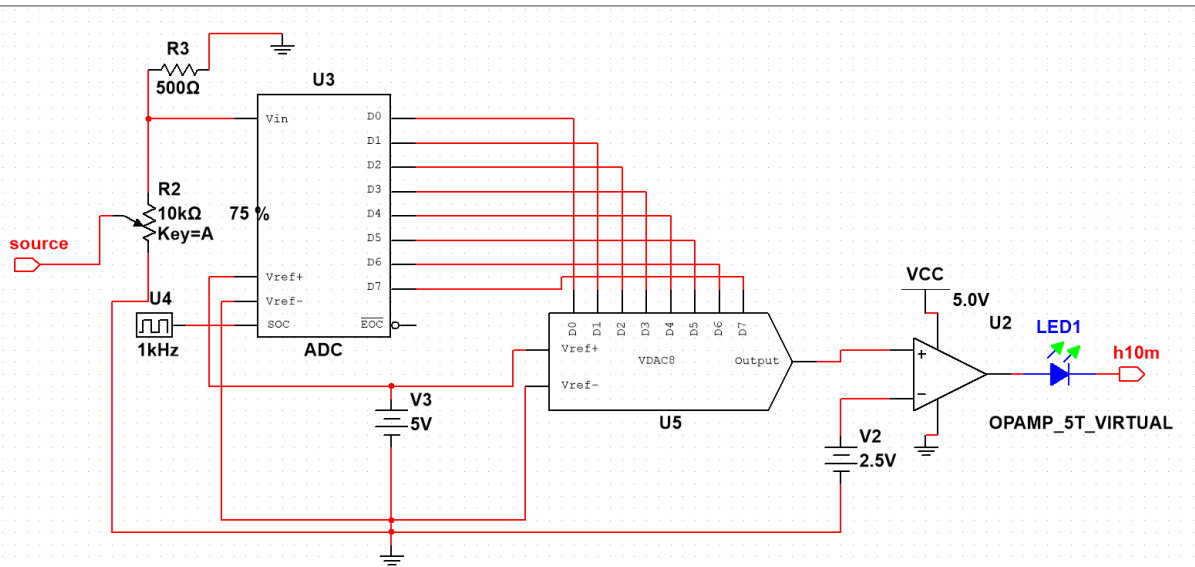 R3
500Ω
U3
Vin
D0
D1
D2
D3
D4
D5
D6
D7
R2
10kΩ
Key=A
75 %
source
Vref+
Vref-
SOC
EOC
ADC
U4
1kHz
D0
D1
D2
D3
D4
D5
D6
D7
Vref+
VDAC8
Output
Vref-
U5
V3
5V
VCC
5.0V
U2
LED1
h10m
OPAMP_5T_VIRTUAL
V2
2.5V